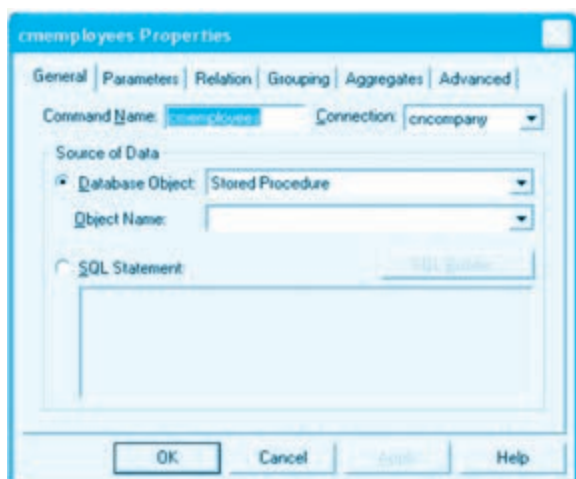 cmemployees Properties
General Parameters Relation Grouping Aggregates Advanced
Command Name: cmemployees Connection: cncompany
Source of Data
Database Object: Stored Procedure
Object Name:
SQL Statement:
SQL Builder...
OK Cancel Apply Help